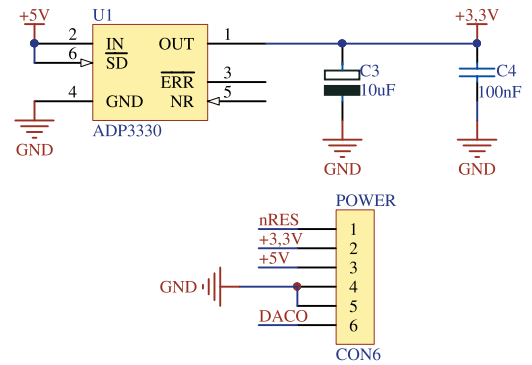 +5V
U1
+3,3V
2 IN OUT 1
6 SD
ERR 3
4 GND NR 5
ADP3330
GND
C3
10uF
GND
C4
100nF
GND
POWER
nRES 1
+3,3V 2
+5V 3
GND 4
5
DACO 6
CON6